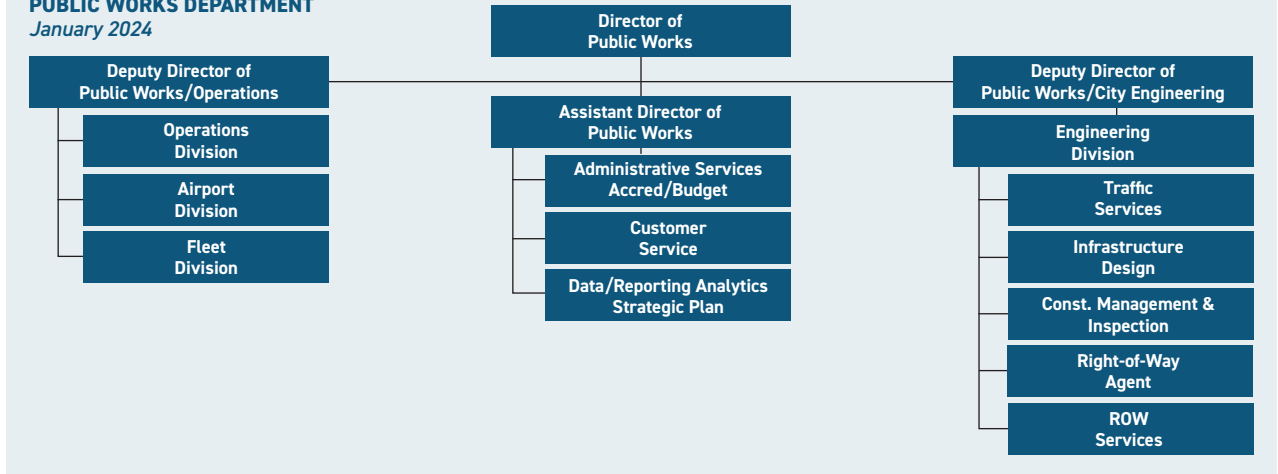 PUBLIC WORKS DEPARTMENT
January 2024
Director of
Public Works
Deputy Director of
Public Works/Operations
Operations
Division
Airport
Division
Fleet
Division
Assistant Director of
Public Works
Administrative Services
Accred/Budget
Customer
Service
Data/Reporting Analytics
Strategic Plan
Deputy Director of
Public Works/City Engineering
Engineering
Division
Traffic
Services
Infrastructure
Design
Const. Management &
Inspection
Right-of-Way
Agent
ROW
Services